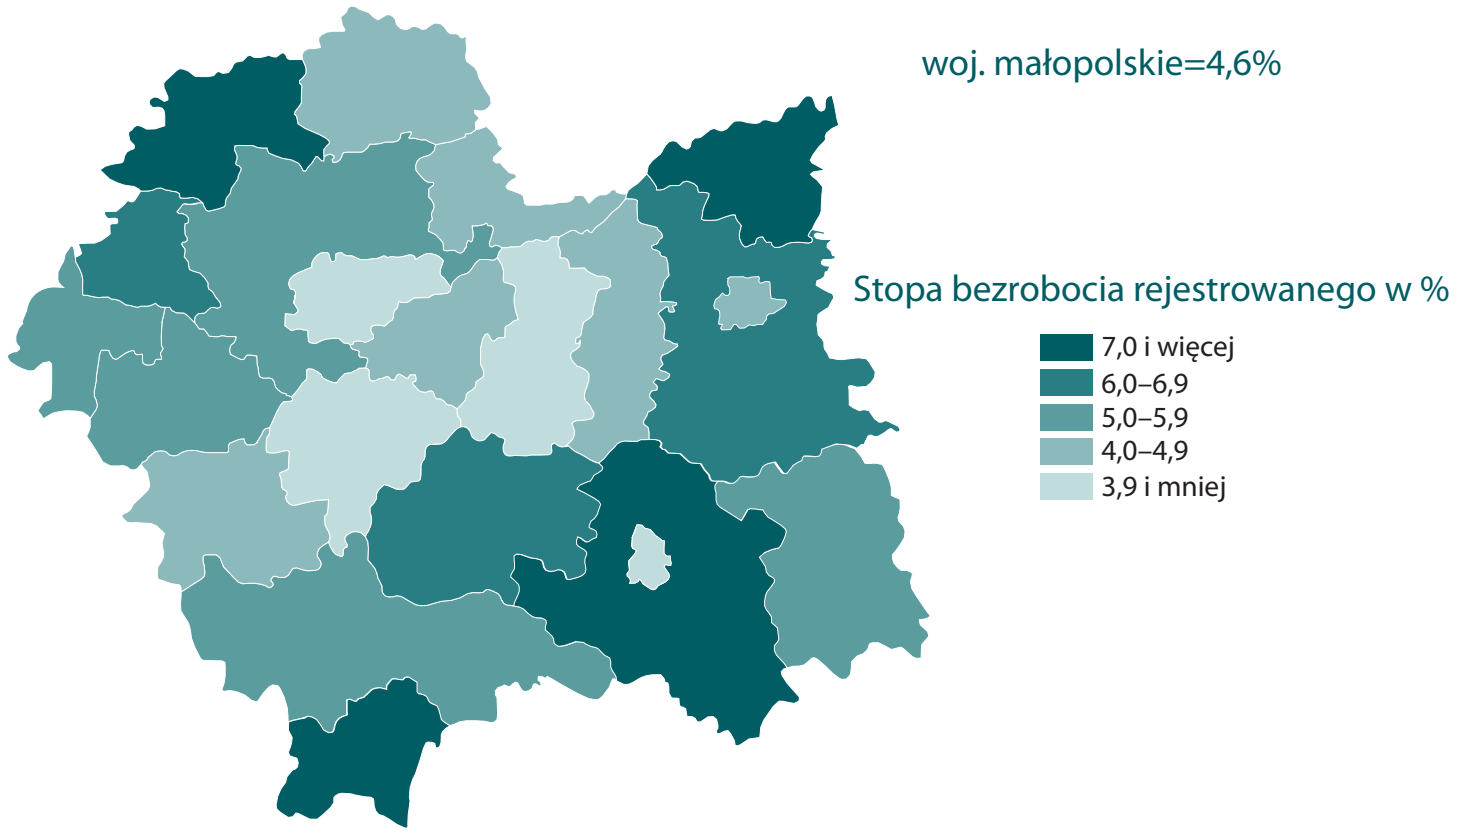 woj. małopolskie=4,6%
Stopa bezrobocia rejestrowanego w %
7,0 i więcej
6,0–6,9
5,0–5,9
4,0–4,9
3,9 i mniej